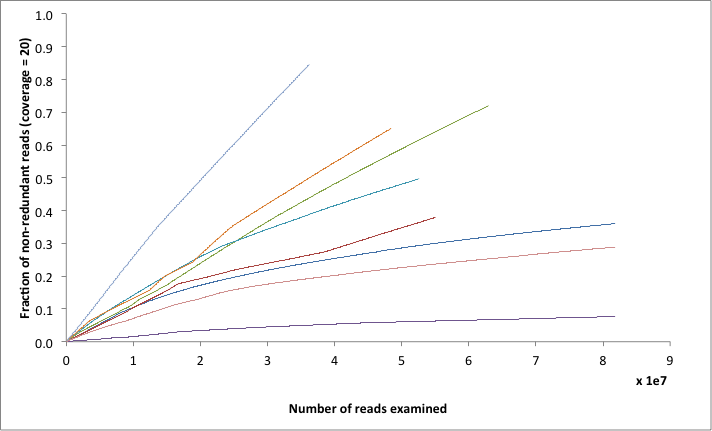 Fraction of non-redundant reads (coverage = 20)
1.0
0.9
0.8
0.7
0.6
0.5
0.4
0.3
0.2
0.1
0.0
0 1 2 3 4 5 6 7 8 9
x 1e7
Number of reads examined